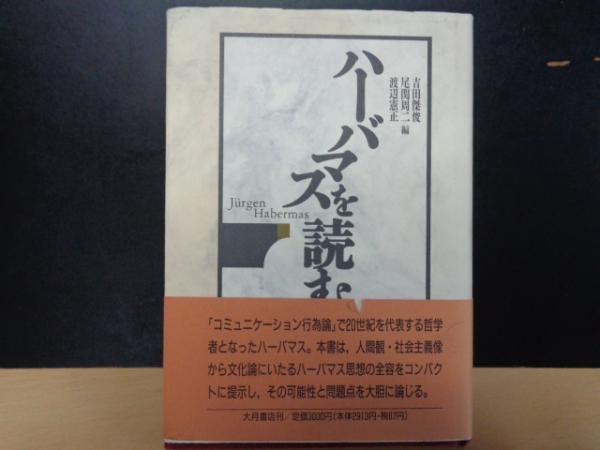 吉田傑俊
尾関周二 編
渡辺憲正
ハーバマスを読む
Jürgen
Habermas
「コミュニケーション行為論」で20世紀を代表する哲学
者となったハーバマス。本書は、人間観・社会主義像
から文化論にいたるハーバマス思想の全容をコンパク
トに提示し、その可能性と問題点を大胆に論じる。
大月書店刊／定価3000円(本体2913円・税87円)